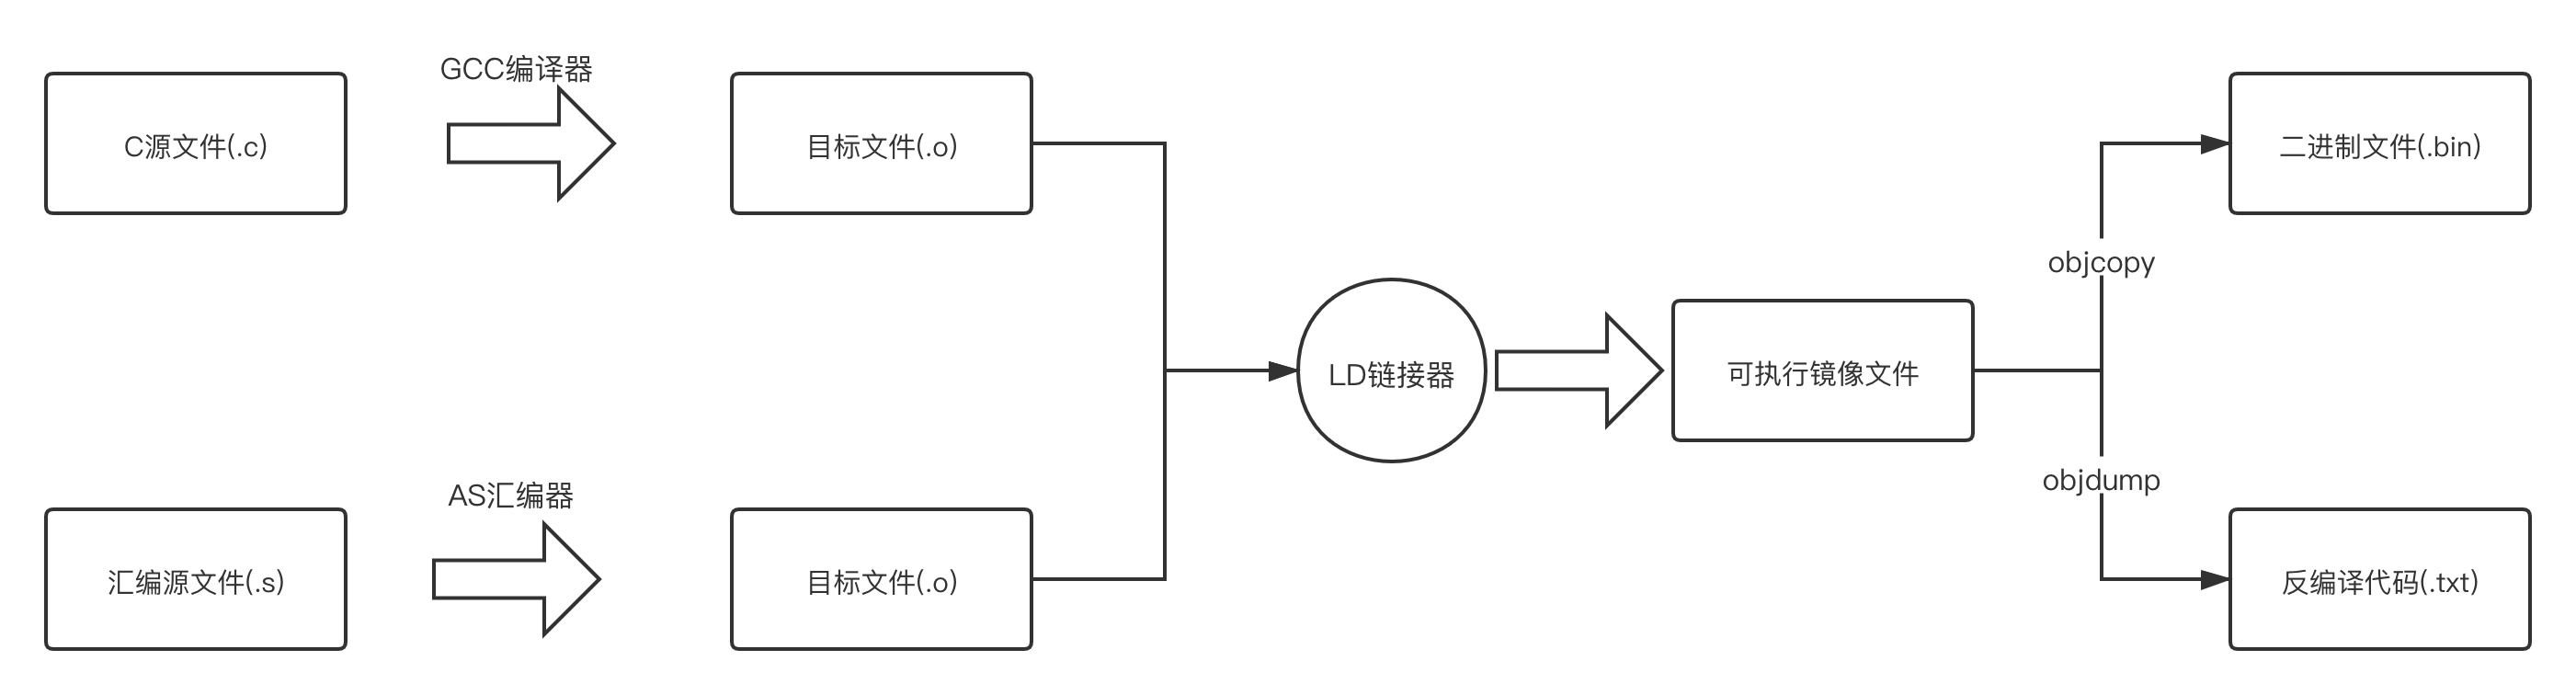 GCC编译器
C源文件(.c)
目标文件(.o)
二进制文件(.bin)
objcopy
LD链接器
可执行镜像文件
objdump
AS汇编器
汇编源文件(.s)
目标文件(.o)
反编译代码(.txt)